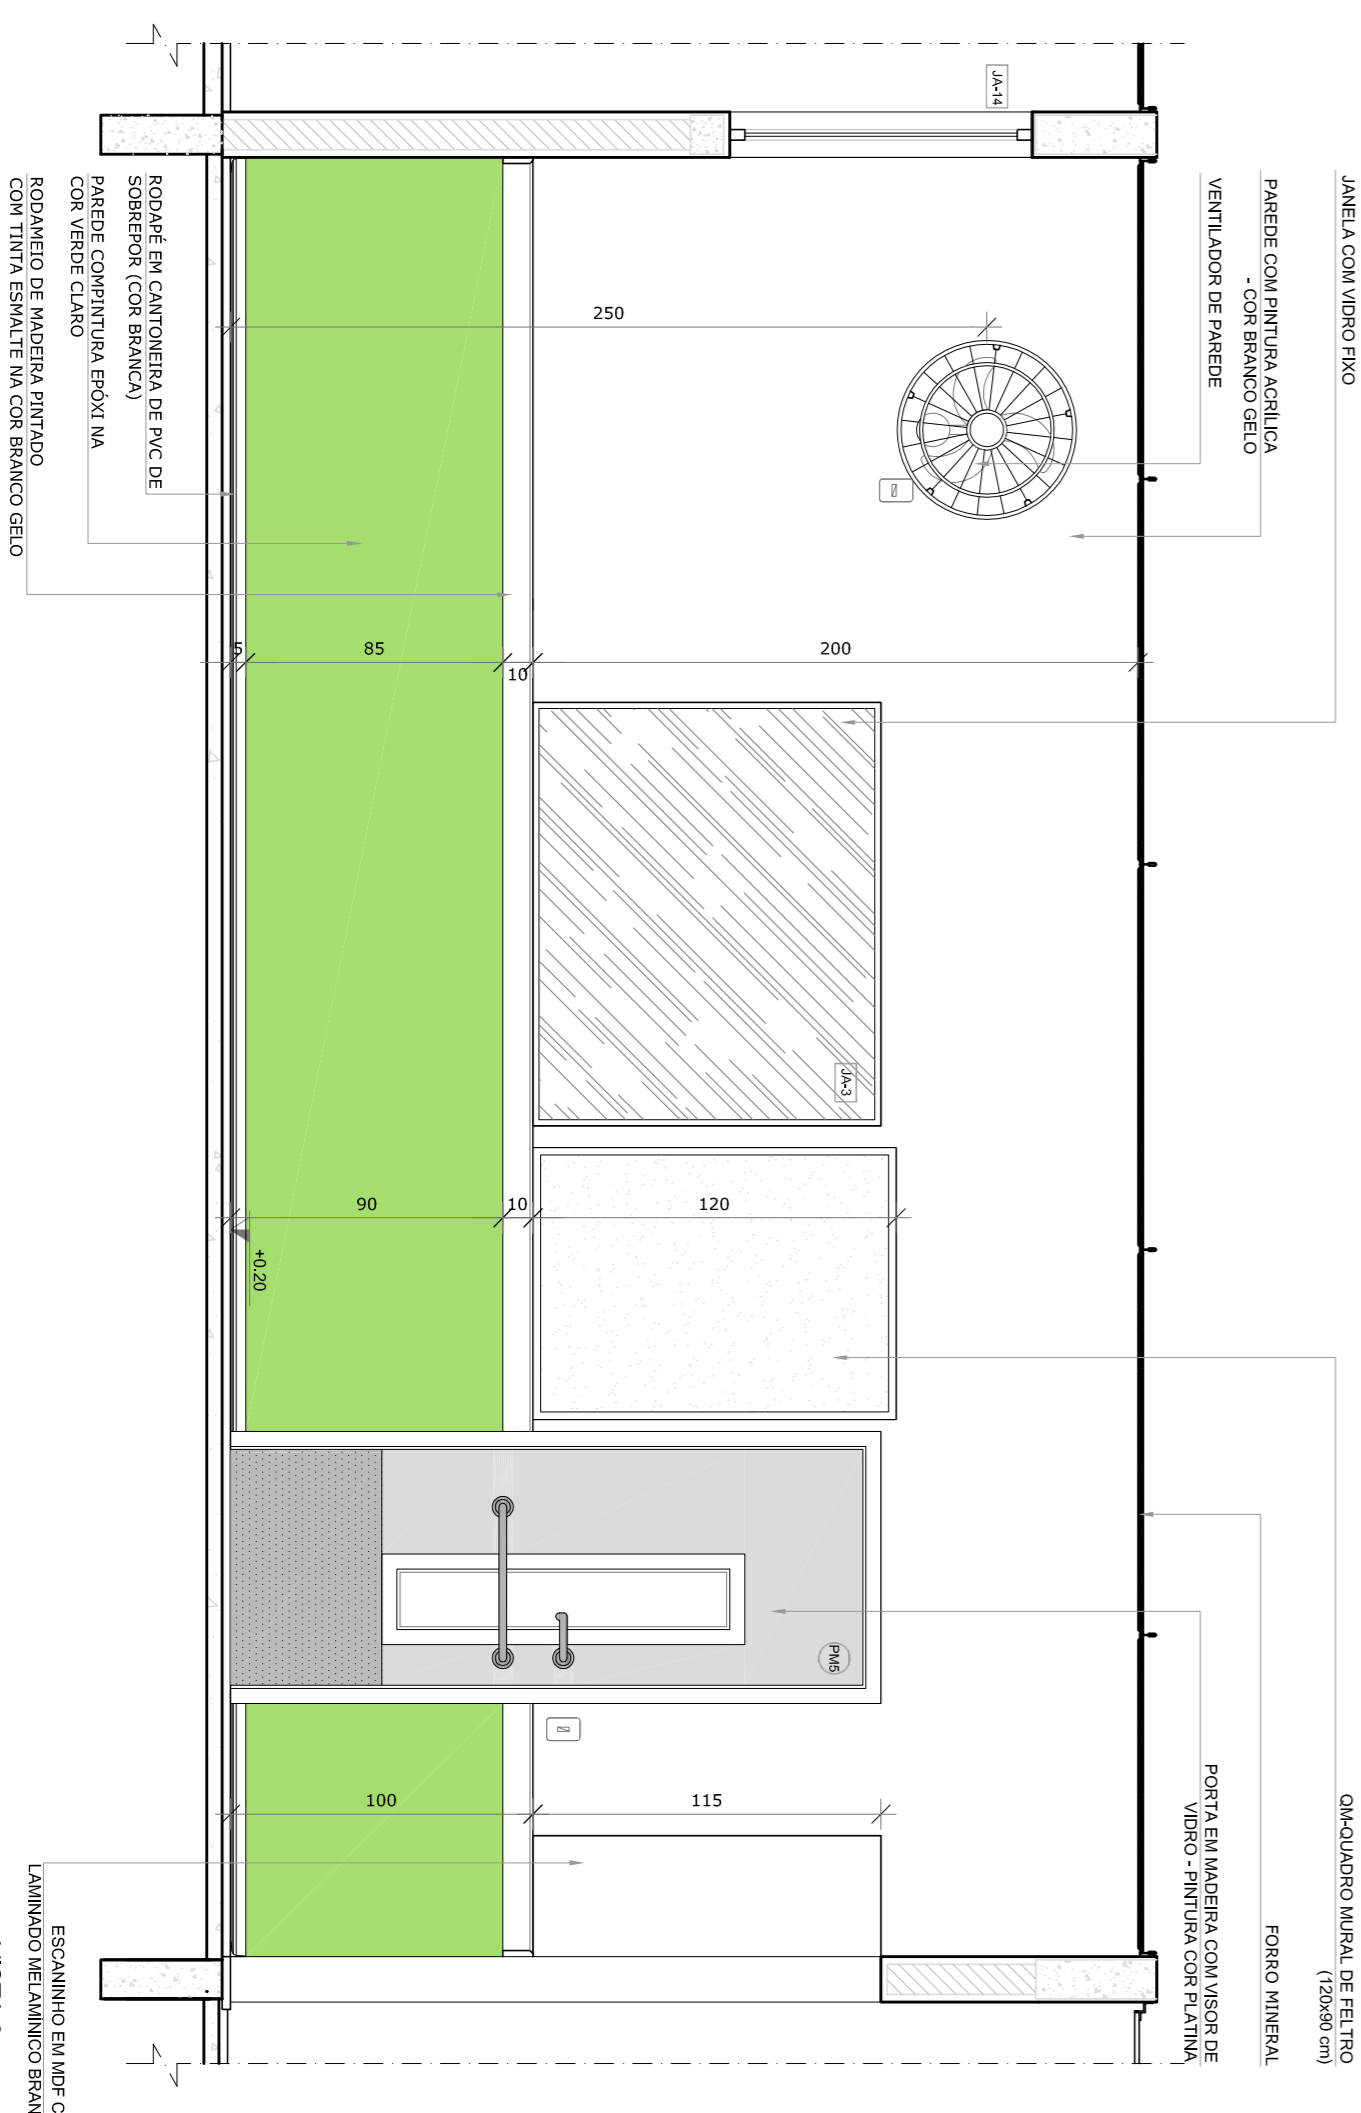 JANELA COM VIDRO FIXO
PAREDE COM PINTURA ACRÍLICA
- COR BRANCO GELO
VENTILADOR DE PAREDE
QM-QUADRO MURAL DE FELTRO
(120x90 cm)
FORRO MINERAL
PORTA EM MADEIRA COM VISOR DE
VIDRO - PINTURA COR PLATINA
JA-14
250
5
85
10
200
JA-3
90
10
120
+0.20
PM5
100
115
RODAPÉ EM CANTONEIRA DE PVC DE
SOBREPOR (COR BRANCA)
PAREDE COMPINTURA EPÓXI NA
COR VERDE CLARO
RODAMEIO DE MADEIRA PINTADO
COM TINTA ESMALTE NA COR BRANCO GELO
ESCANINHO EM MDF C
LAMINADO MELAMÍNICO BRAN